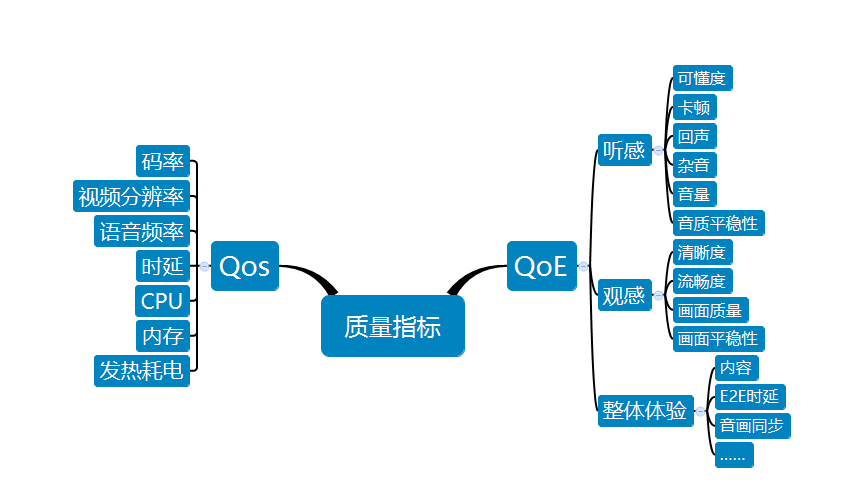 质量指标
Qos
码率
视频分辨率
语音频率
时延
CPU
内存
发热耗电
QoE
听感
可懂度
卡顿
回声
杂音
音量
音质平稳性
观感
清晰度
流畅度
画面质量
画面平稳性
整体体验
内容
E2E时延
音画同步
......